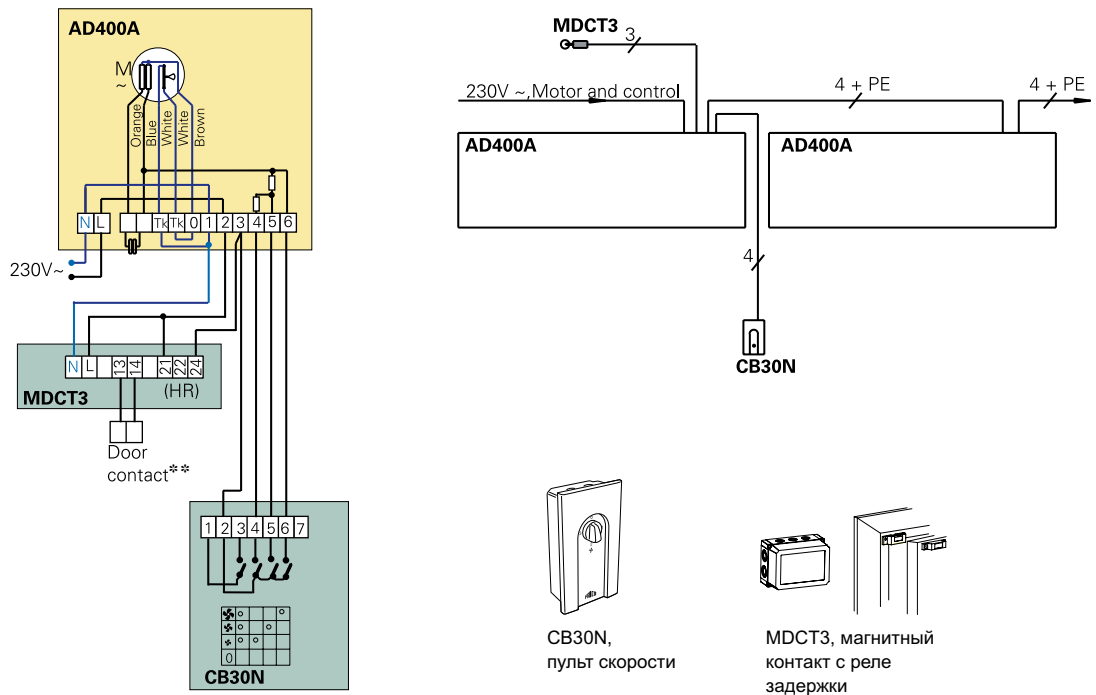 AD400A
M
~
Orange
Blue
White
White
Brown
N L Tk Tk 0 1 2 3 4 5 6
230V~
N L 13 14 21 22 24
(HR)
MDCT3
Door
contact**
1 2 3 4 5 6 7
0
CB30N
MDCT3
3
230V ~,Motor and control
4 + PE
4 + PE
AD400A
AD400A
4
CB30N
CB30N,
пульт скорости
MDCT3, магнитный
контакт с реле
задержки